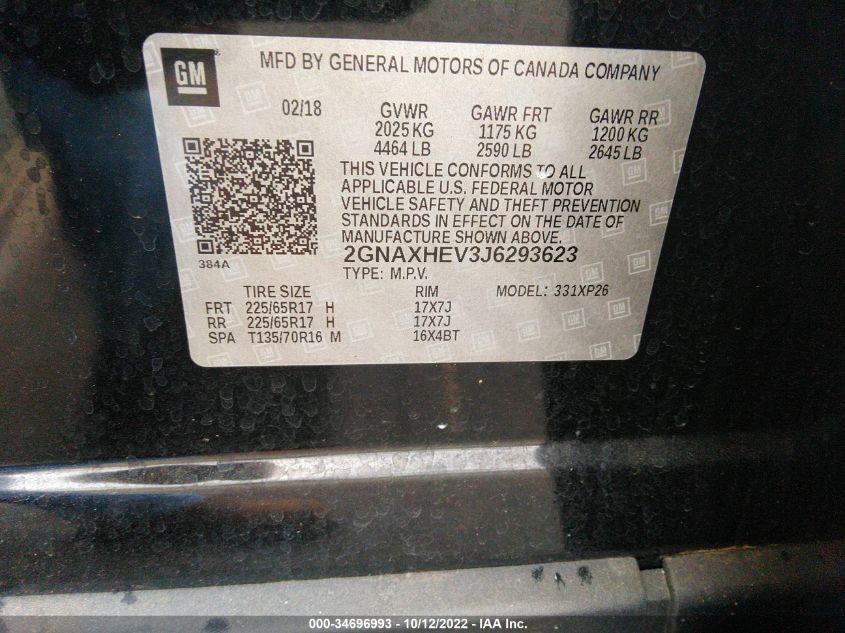 GM
MFD BY GENERAL MOTORS OF CANADA COMPANY
02/18 GVWR GAWR FRT GAWR RR
2025 KG 1175 KG 1200 KG
4464 LB 2590 LB 2645 LB
THIS VEHICLE CONFORMS TO ALL
APPLICABLE U.S. FEDERAL MOTOR
VEHICLE SAFETY AND THEFT PREVENTION
STANDARDS IN EFFECT ON THE DATE OF
MANUFACTURE SHOWN ABOVE.
384A 2GNAXHEV3J6293623
TYPE: M.P.V.
TIRE SIZE RIM MODEL: 331XP26
FRT 225/65R17 H 17X7J
RR 225/65R17 H 17X7J
SPA T135/70R16 M 16X4BT
000-34696993 - 10/12/2022 - IAA Inc.